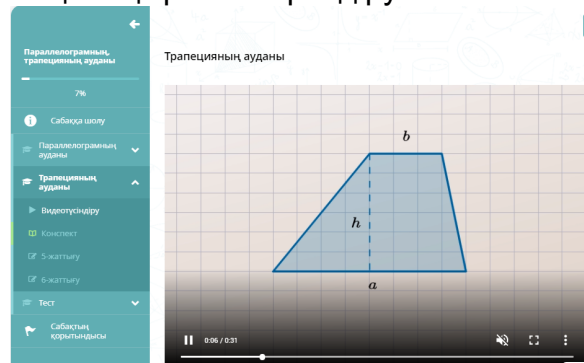 Параллелограмның,
трапецияның ауданы
7%
Сабаққа шолу
Параллелограмның
ауданы
Трапецияның
ауданы
Видеотүсіндіру
Конспект
5-жаттығу
6-жаттығу
Тест
Сабақтың
қорытындысы
Трапецияның ауданы
b
h
a
0:06 / 0:31